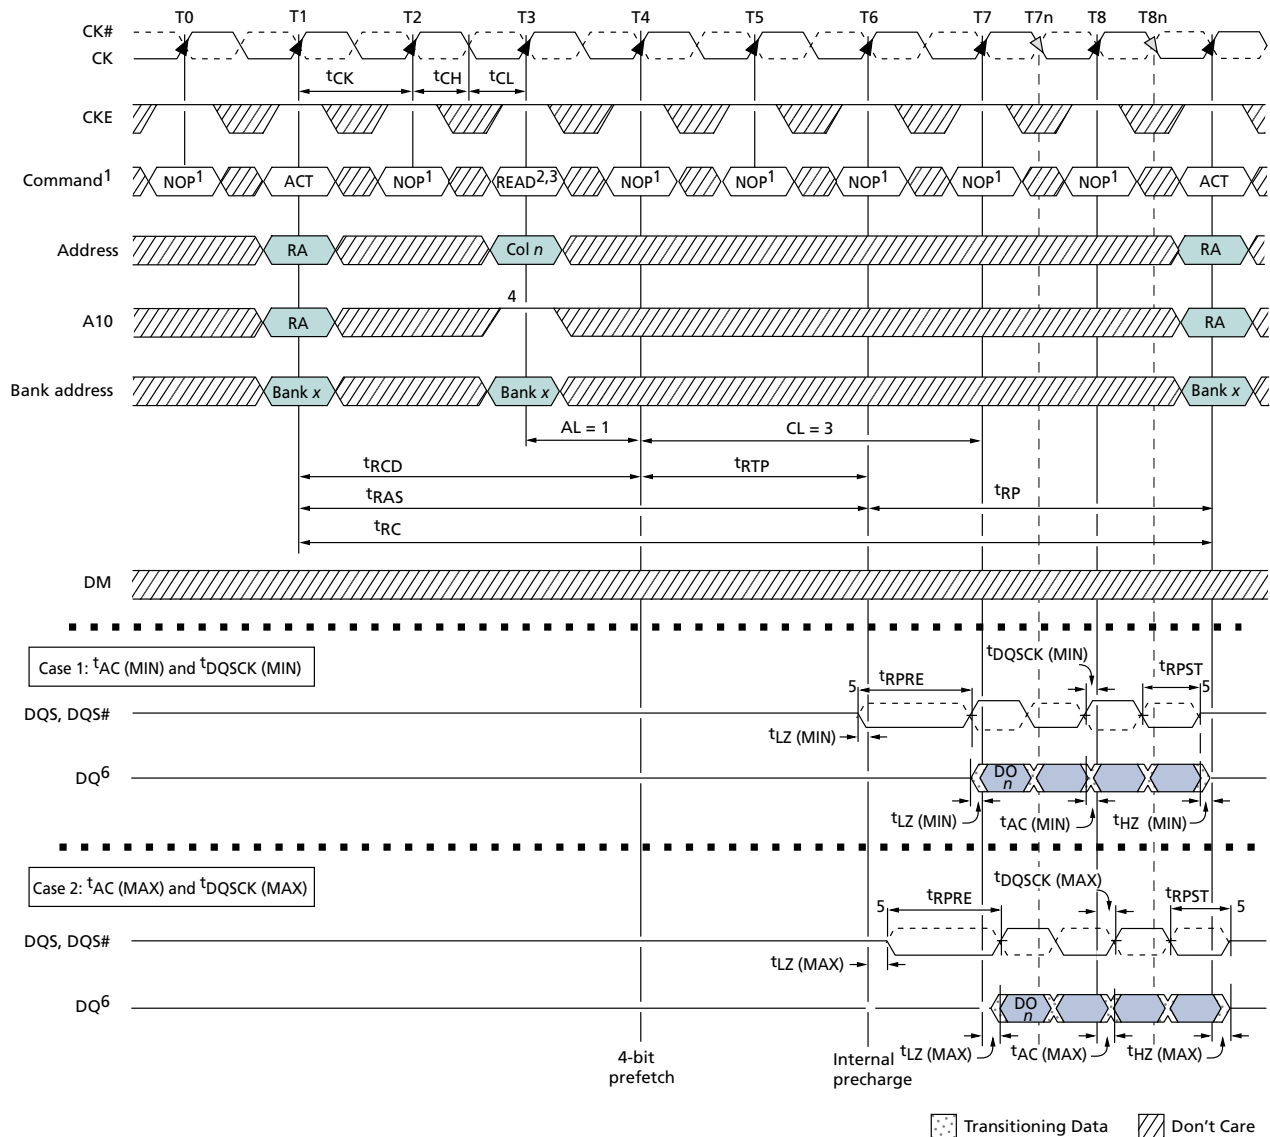 T0 T1 T2 T3 T4 T5 T6 T7 T7n T8 T8n
CK#
CK
tCK tCH tCL
CKE
Command1 NOP1 ACT NOP1 READ2,3 NOP1 NOP1 NOP1 NOP1 NOP1 ACT
Address RA Col n RA
4
A10 RA RA
Bank address Bank x Bank x Bank x
AL = 1 CL = 3
tRCD tRTP
tRAS tRP
tRC
DM
Case 1: tAC (MIN) and tDQSCK (MIN)
tDQSCK (MIN)
5 tRPRE tRPST 5
DQS, DQS#
tLZ (MIN)
DQ6 DO n
tLZ (MIN) tAC (MIN) tHZ (MIN)
Case 2: tAC (MAX) and tDQSCK (MAX)
tDQSCK (MAX)
5 tRPRE tRPST 5
DQS, DQS#
tLZ (MAX)
DQ6 DO n
tLZ (MAX) tAC (MAX) tHZ (MAX)
4-bit
prefetch
Internal
precharge
Transitioning Data Don't Care